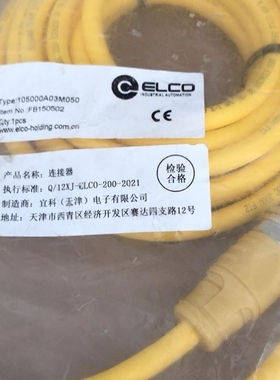 ELCO
INDUSTRIAL AUTOMATION
Type:105000A03M050
Item No.:FB150502
Qty:1pcs
www.elco-holding.com.cn
CE
产品名称：连接器
执行标准：Q/12XJ-ELCO-200-2021
制造商：宜科（天津）电子有限公司
地址：天津市西青区经济开发区赛达四支路12号
检验
合格